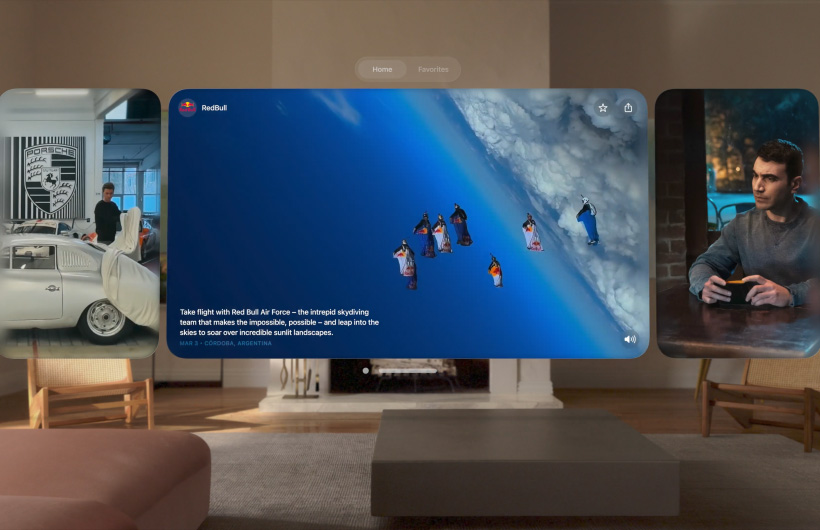 Home
Favorites
PORSCHE
RedBull
Take flight with Red Bull Air Force – the intrepid skydiving
team that makes the impossible, possible – and leap into the
skies to soar over incredible sunlit landscapes.
MAR 3 • CÓRDOBA, ARGENTINA